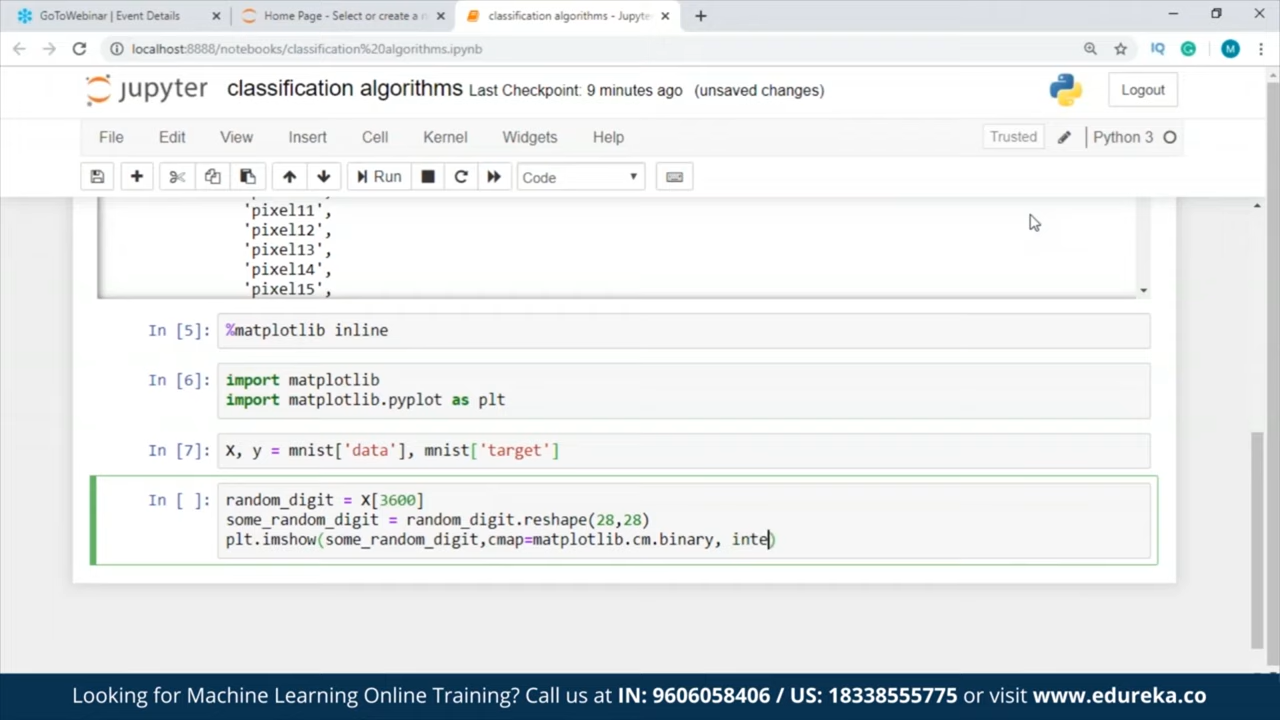 GoToWebinar | Event Details
Home Page - Select or create a n
classification algorithms - Jupyte
localhost:8888/notebooks/classification%20algorithms.ipynb
IQ
G
M
jupyter classification algorithms Last Checkpoint: 9 minutes ago (unsaved changes)
Logout
File Edit View Insert Cell Kernel Widgets Help
Trusted
Python 3
Run
Code
'pixel11',
'pixel12',
'pixel13',
'pixel14',
'pixel15',
In [5]: %matplotlib inline
In [6]: import matplotlib
import matplotlib.pyplot as plt
In [7]: X, y = mnist['data'], mnist['target']
In [ ]: random_digit = X[3600]
some_random_digit = random_digit.reshape(28,28)
plt.imshow(some_random_digit,cmap=matplotlib.cm.binary, inte)
Looking for Machine Learning Online Training? Call us at IN: 9606058406 / US: 18338555775 or visit www.edureka.co